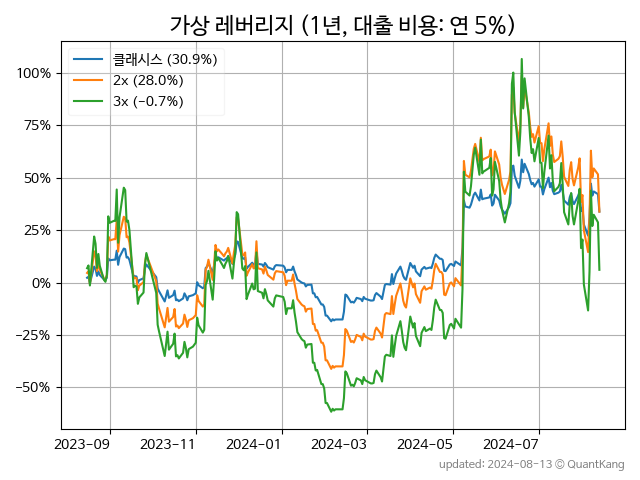 가상 레버리지 (1년, 대출 비용: 연 5%)
클래시스 (30.9%)
2x (28.0%)
3x (−0.7%)
100%
75%
50%
25%
0%
−25%
−50%
2023-09 2023-11 2024-01 2024-03 2024-05 2024-07
updated: 2024-08-13 ⓒ QuantKang